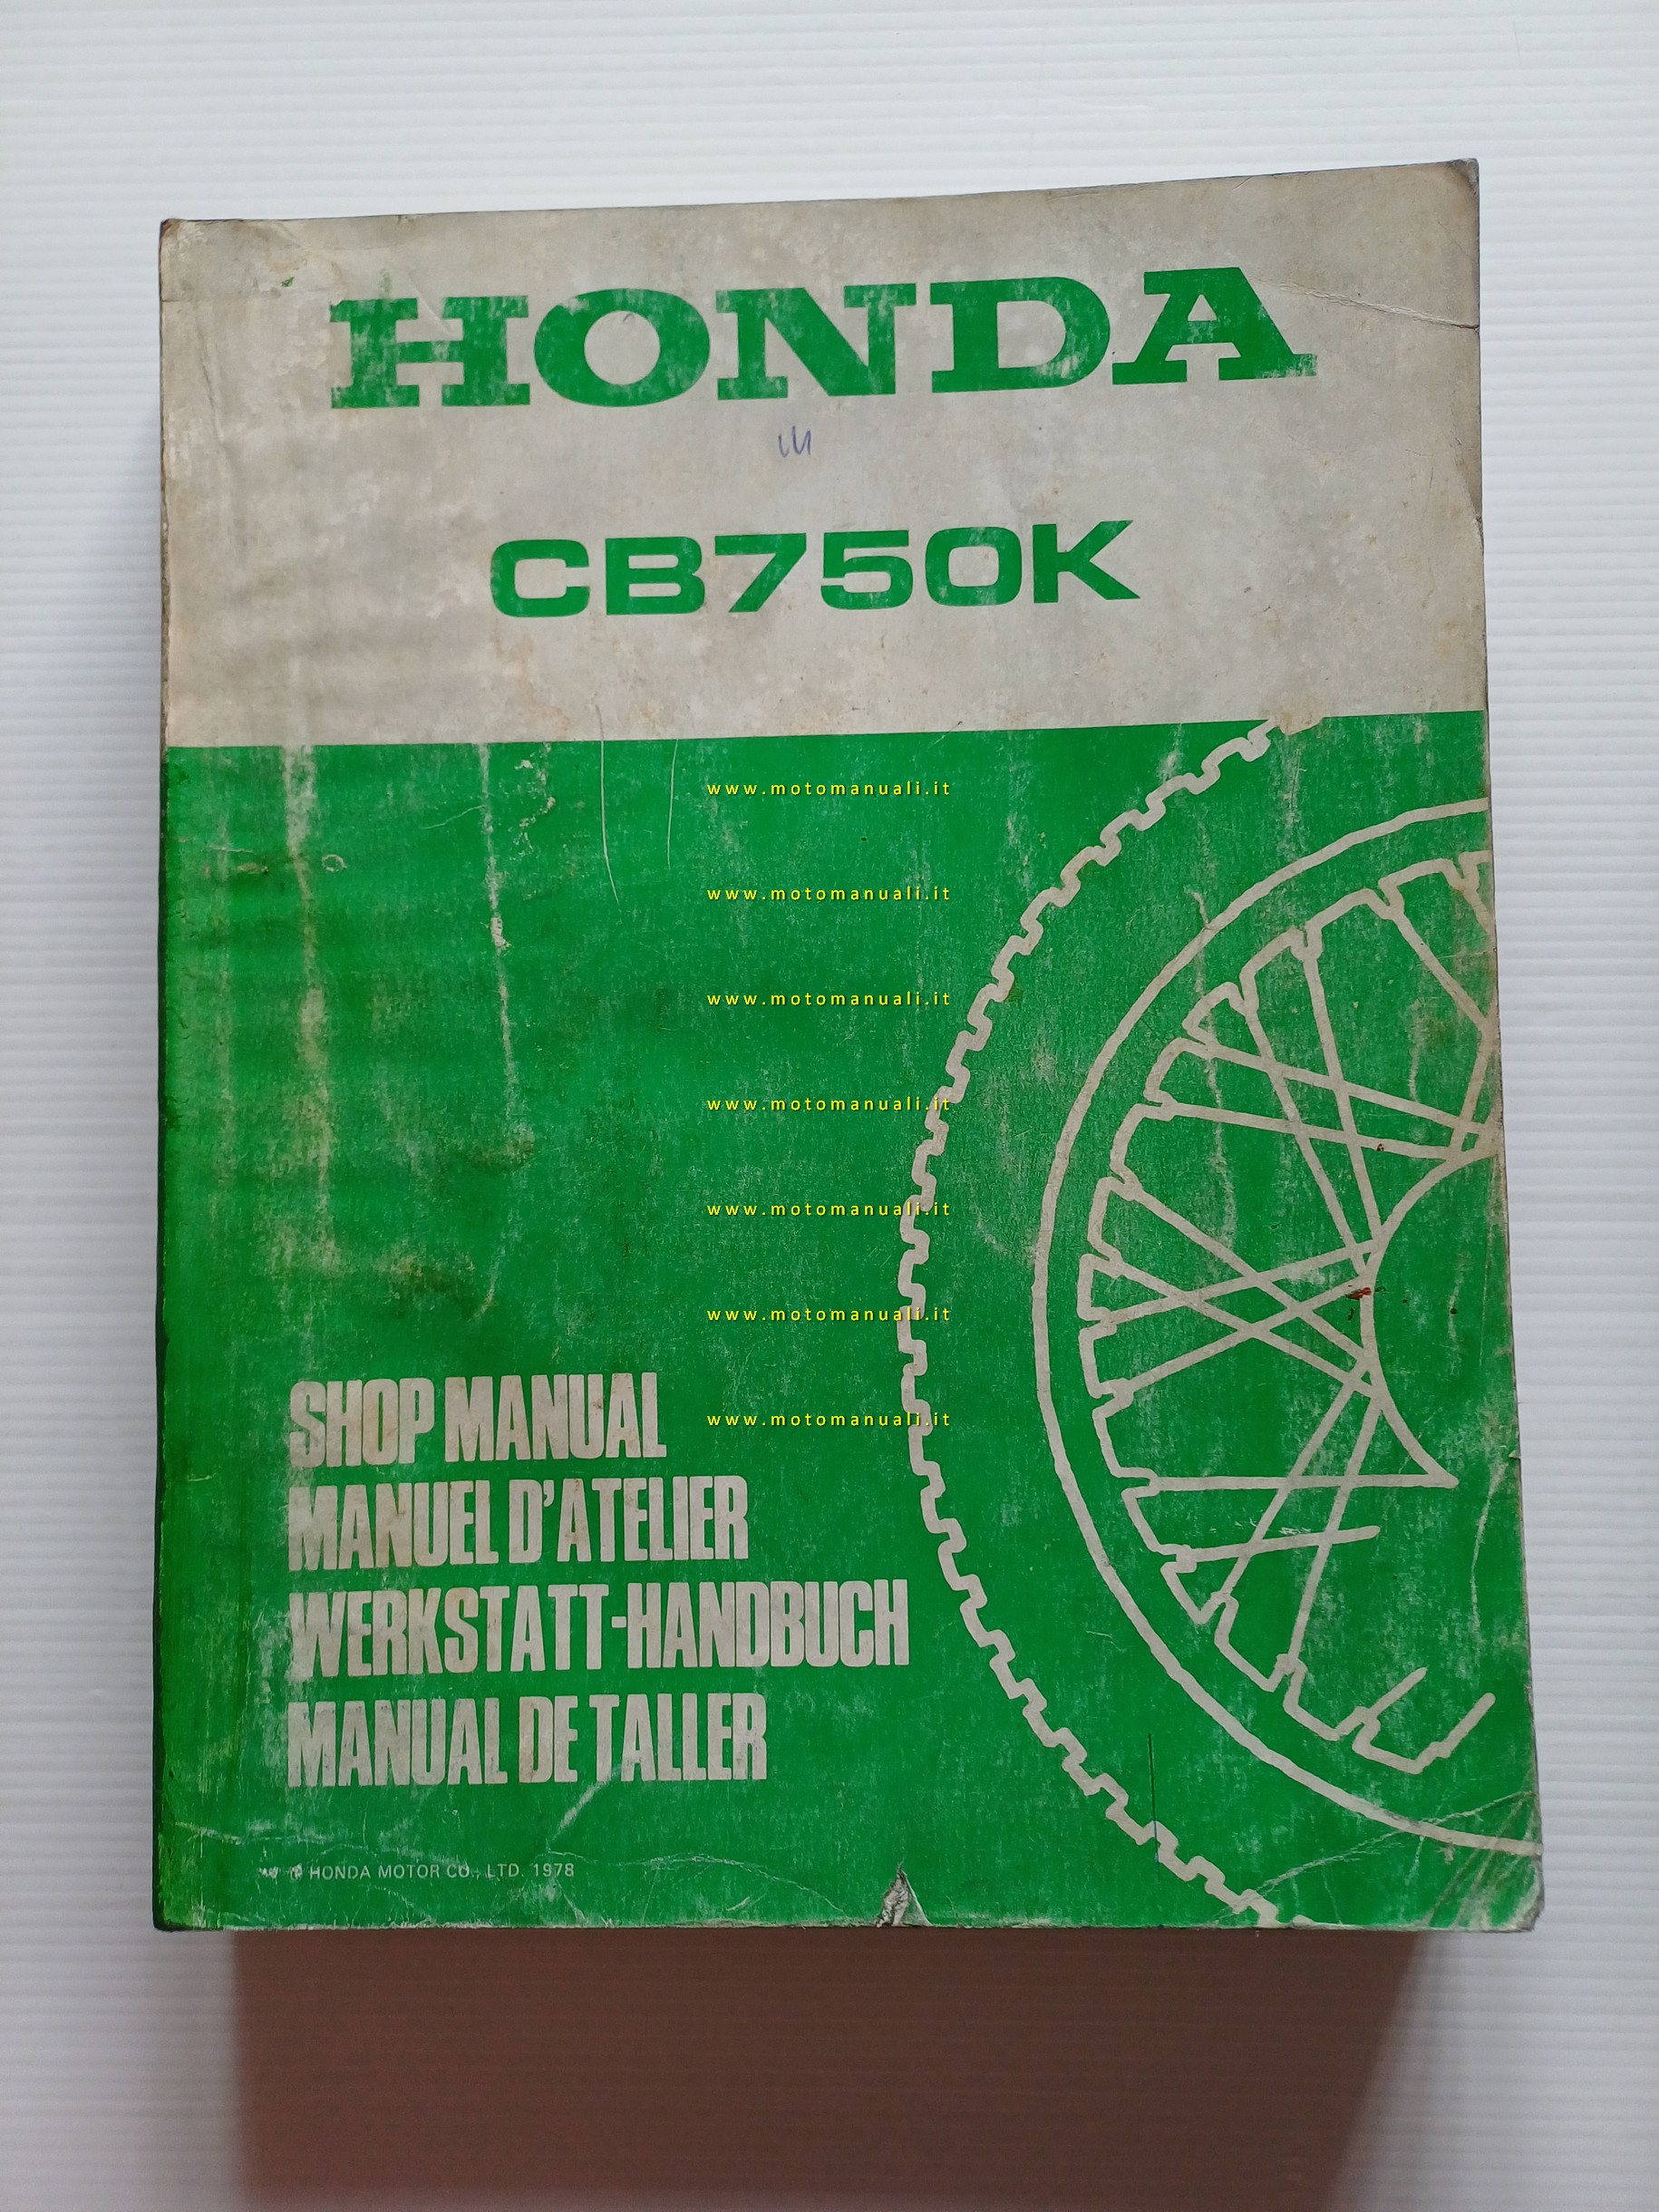 HONDA
CB750K
www.motomanuali.it
www.motomanuali.it
www.motomanuali.it
www.motomanuali.it
www.motomanuali.it
www.motomanuali.it
www.motomanuali.it
SHOP MANUAL
MANUEL D'ATELIER
WERKSTATT-HANDBUCH
MANUAL DE TALLER
HONDA MOTOR CO., LTD. 1978